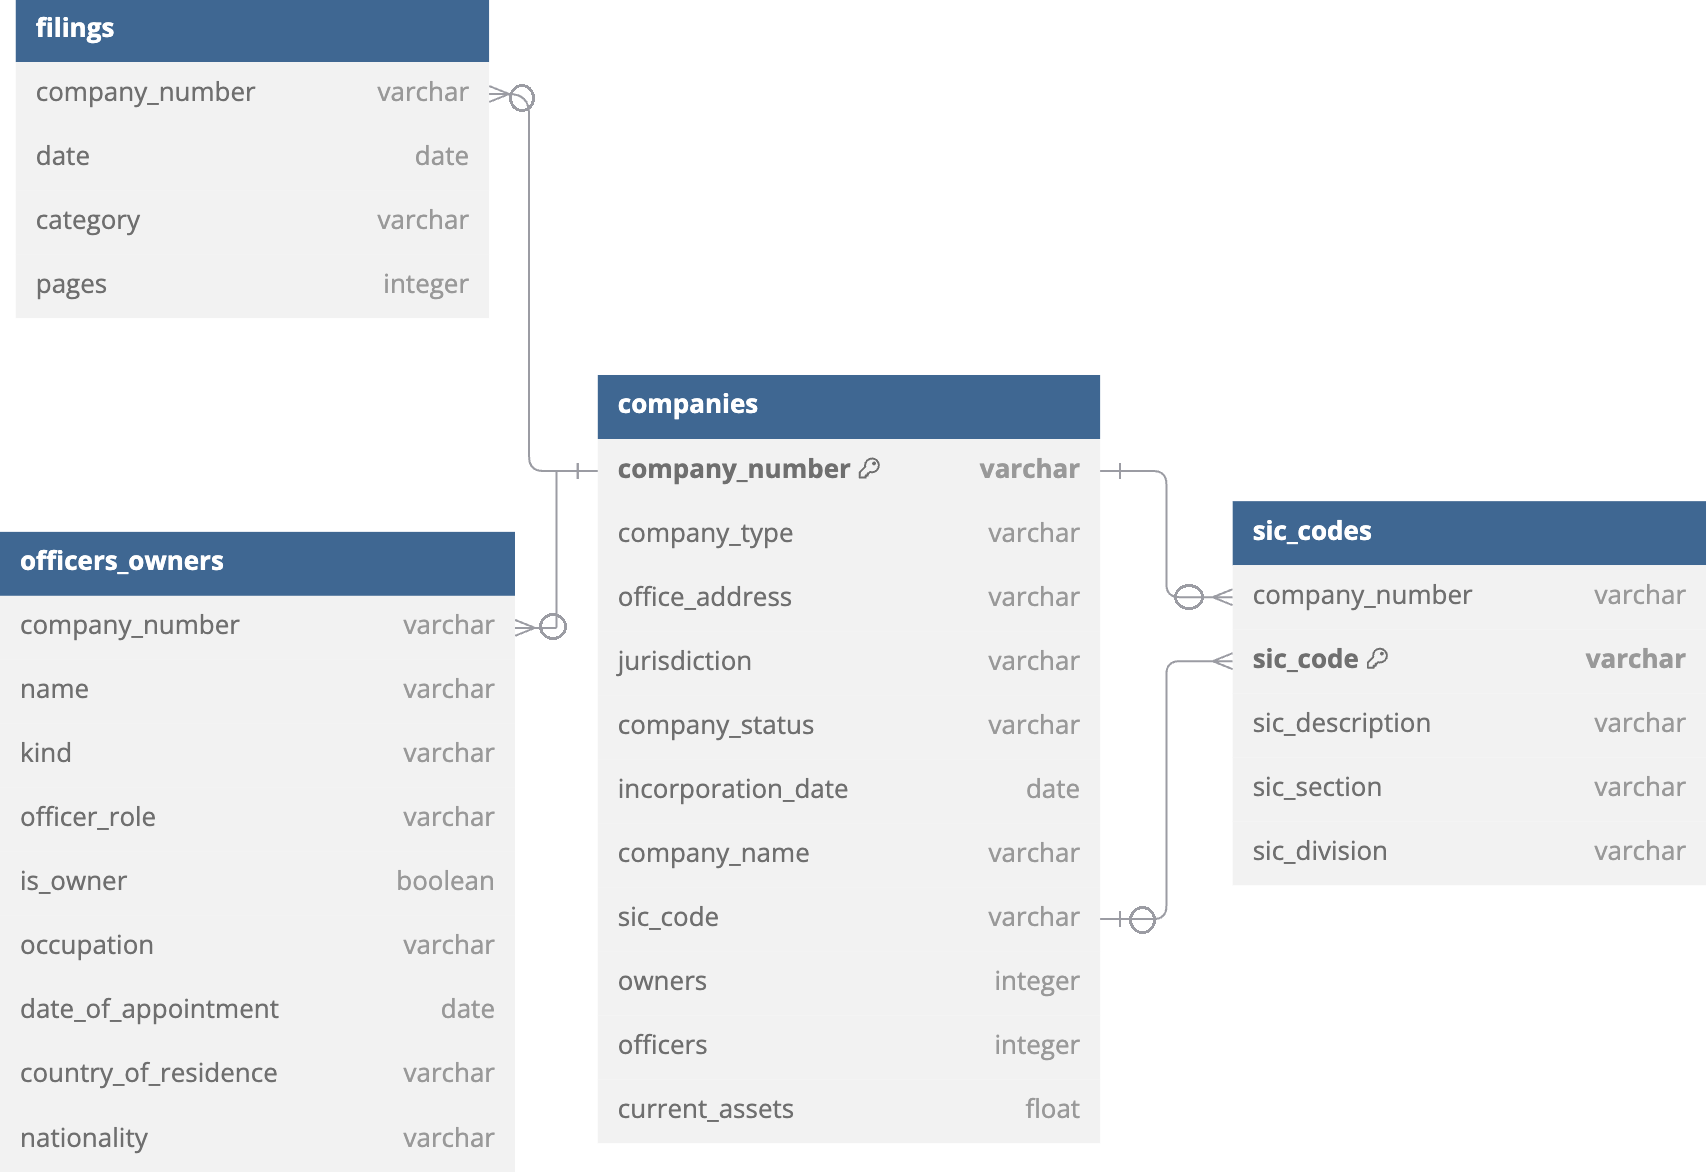 filings
company_number varchar
date date
category varchar
pages integer
officers_owners
company_number varchar
name varchar
kind varchar
officer_role varchar
is_owner boolean
occupation varchar
date_of_appointment date
country_of_residence varchar
nationality varchar
companies
company_number varchar
company_type varchar
office_address varchar
jurisdiction varchar
company_status varchar
incorporation_date date
company_name varchar
sic_code varchar
owners integer
officers integer
current_assets float
sic_codes
company_number varchar
sic_code varchar
sic_description varchar
sic_section varchar
sic_division varchar